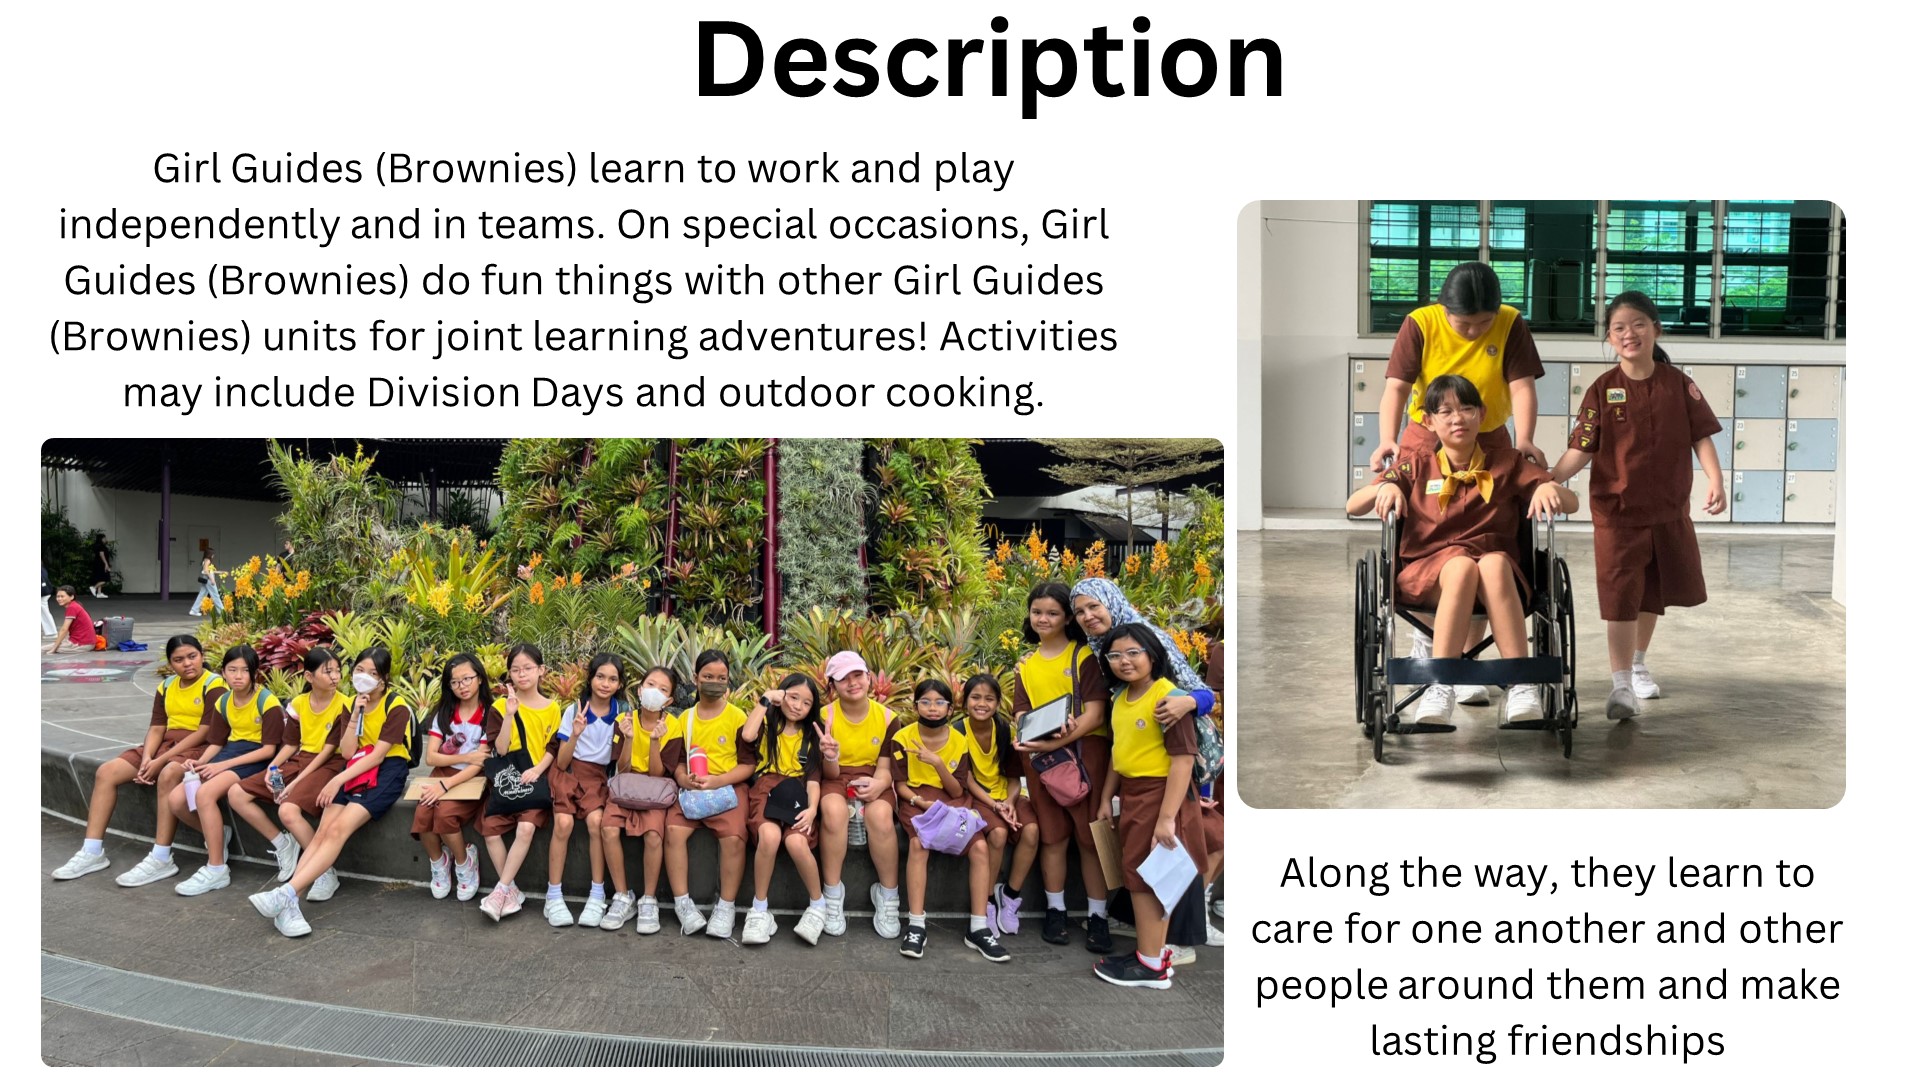 Description
Girl Guides (Brownies) learn to work and play
independently and in teams. On special occasions, Girl
Guides (Brownies) do fun things with other Girl Guides
(Brownies) units for joint learning adventures! Activities
may include Division Days and outdoor cooking.
Along the way, they learn to
care for one another and other
people around them and make
lasting friendships